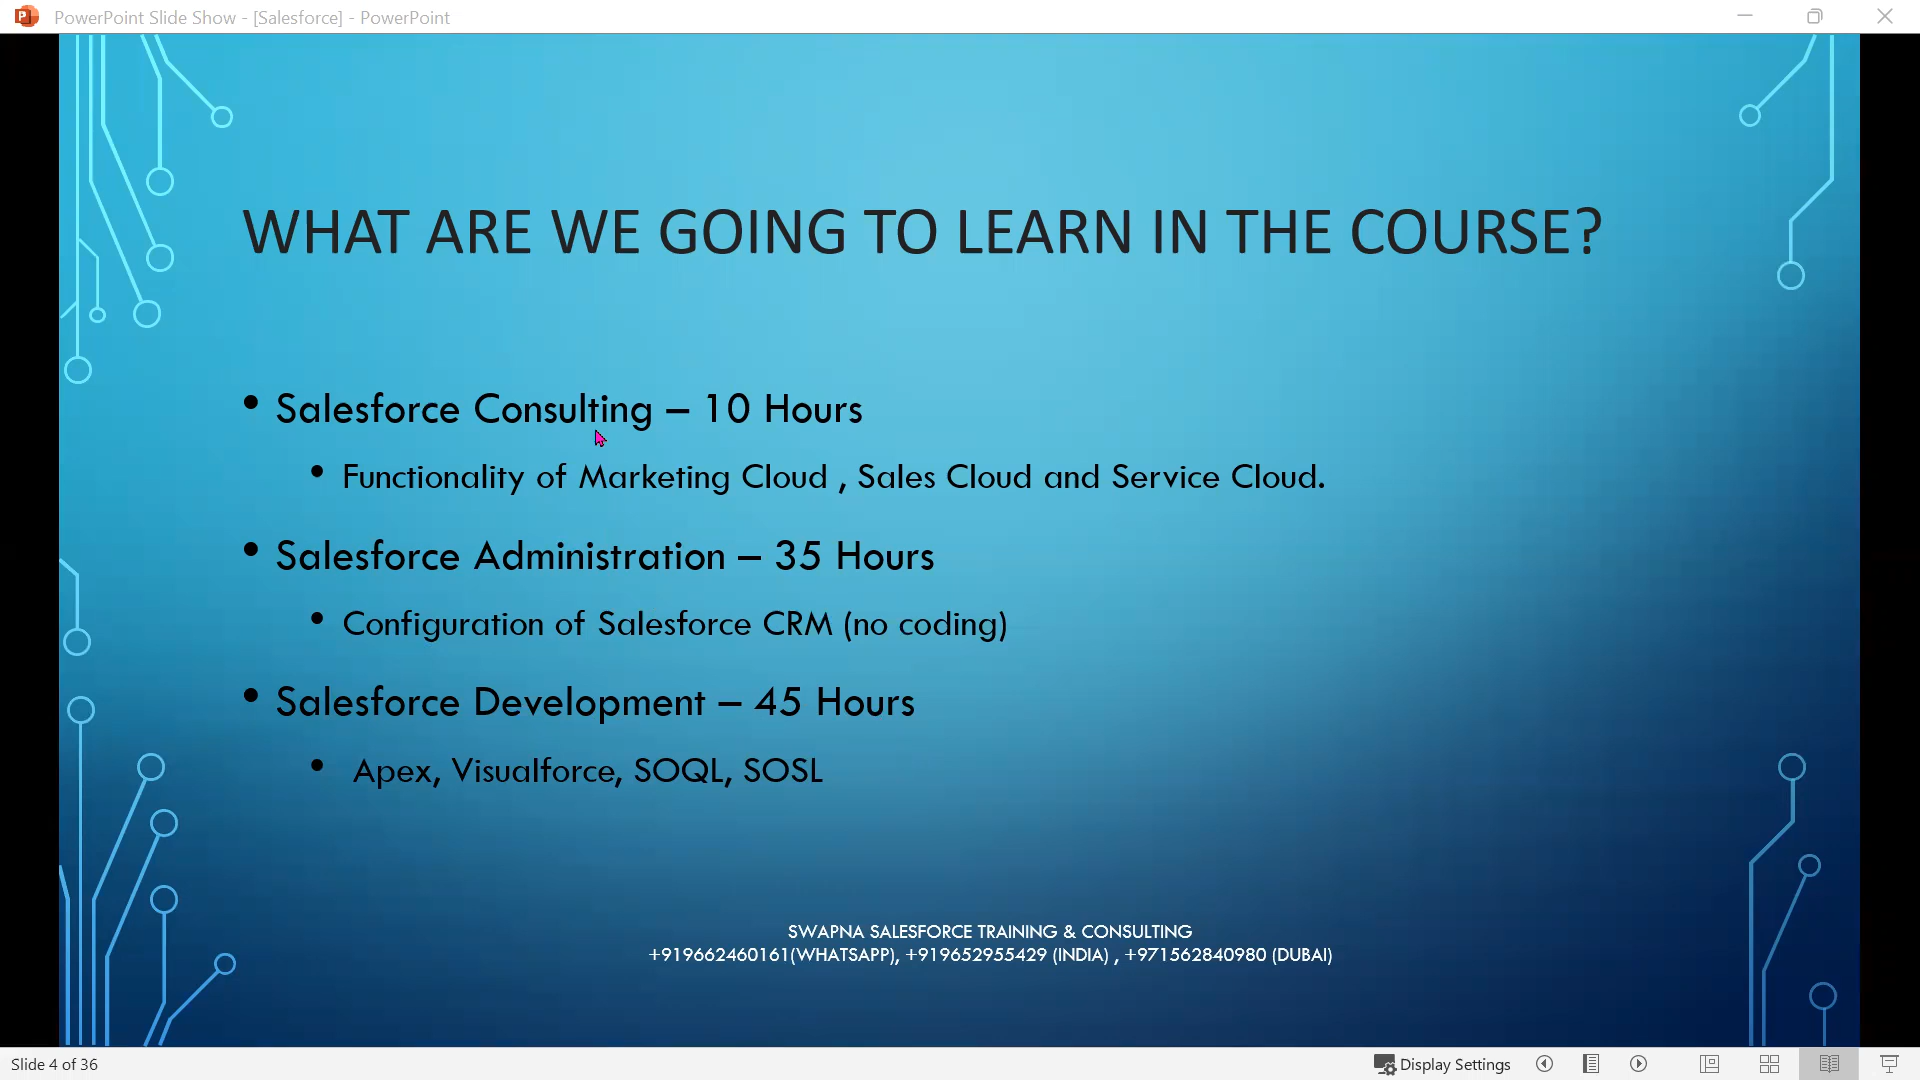 PowerPoint Slide Show - [Salesforce] - PowerPoint
WHAT ARE WE GOING TO LEARN IN THE COURSE?
• Salesforce Consulting – 10 Hours
• Functionality of Marketing Cloud , Sales Cloud and Service Cloud.
• Salesforce Administration – 35 Hours
• Configuration of Salesforce CRM (no coding)
• Salesforce Development – 45 Hours
• Apex, Visualforce, SOQL, SOSL
SWAPNA SALESFORCE TRAINING & CONSULTING
+919662460161(WHATSAPP), +919652955429 (INDIA) , +971562840980 (DUBAI)
Slide 4 of 36
Display Settings